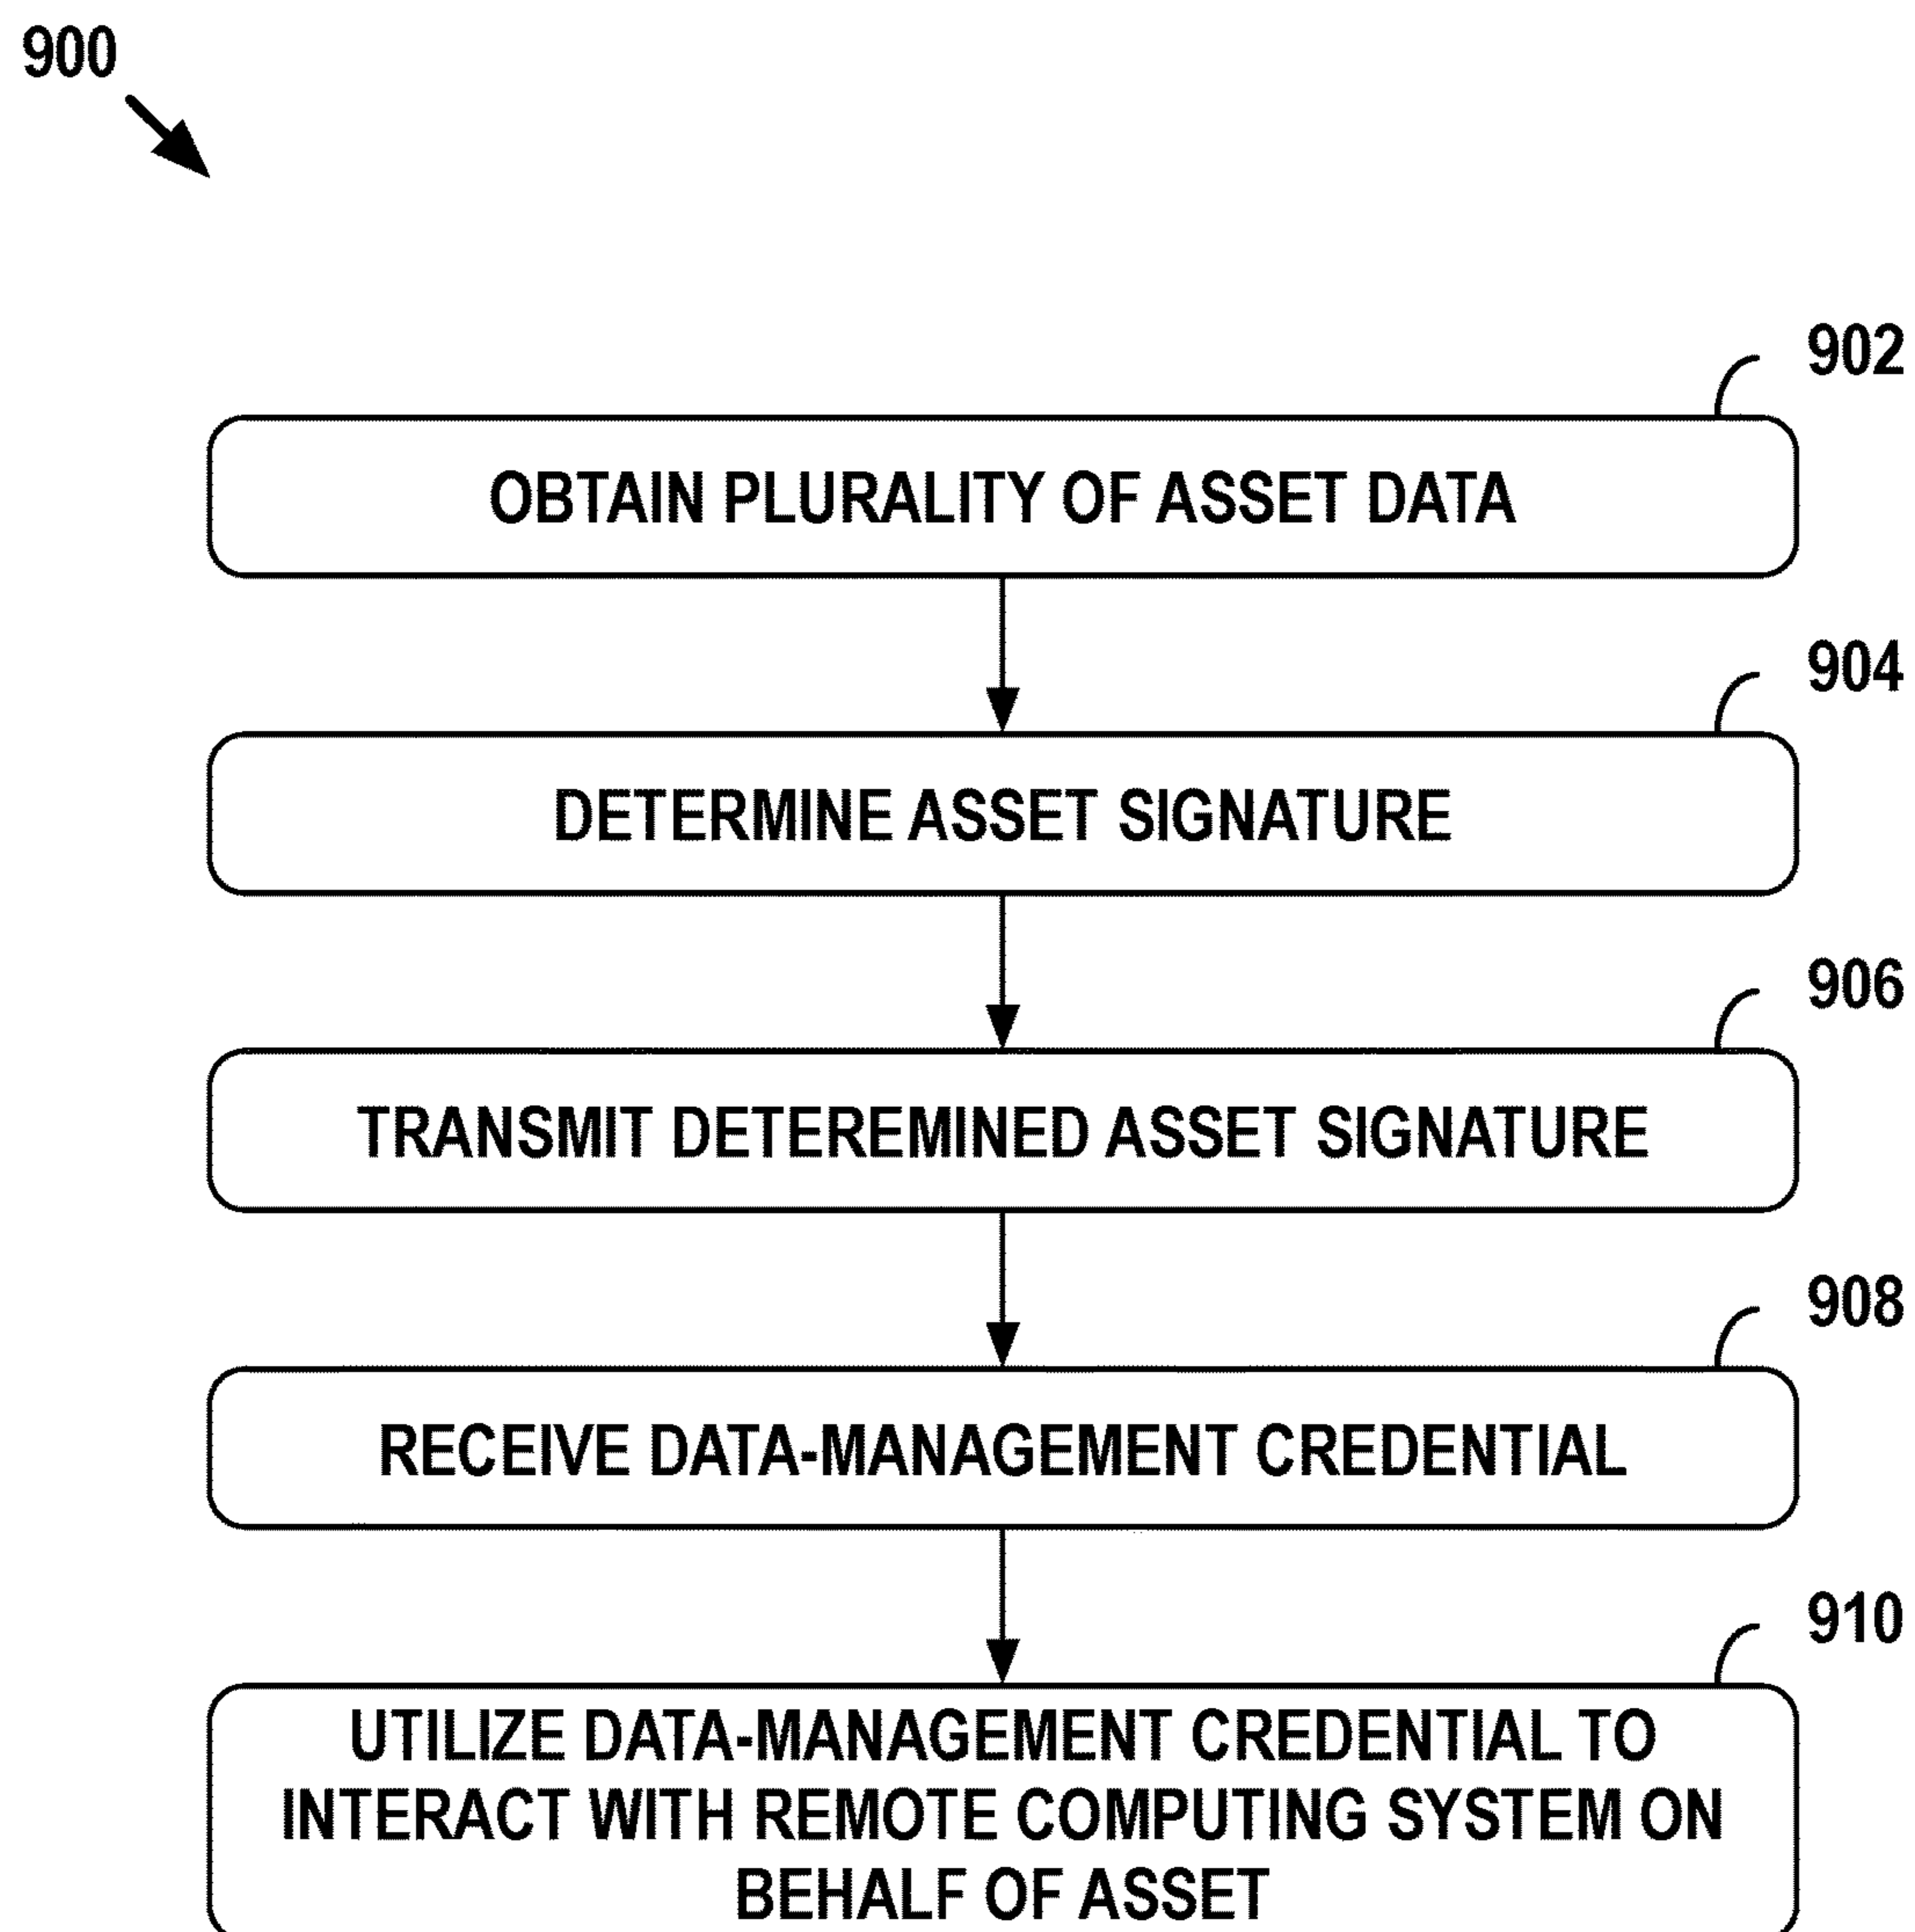 900
902
OBTAIN PLURALITY OF ASSET DATA
904
DETERMINE ASSET SIGNATURE
906
TRANSMIT DETEREMINED ASSET SIGNATURE
908
RECEIVE DATA-MANAGEMENT CREDENTIAL
910
UTILIZE DATA-MANAGEMENT CREDENTIAL TO
INTERACT WITH REMOTE COMPUTING SYSTEM ON
BEHALF OF ASSET